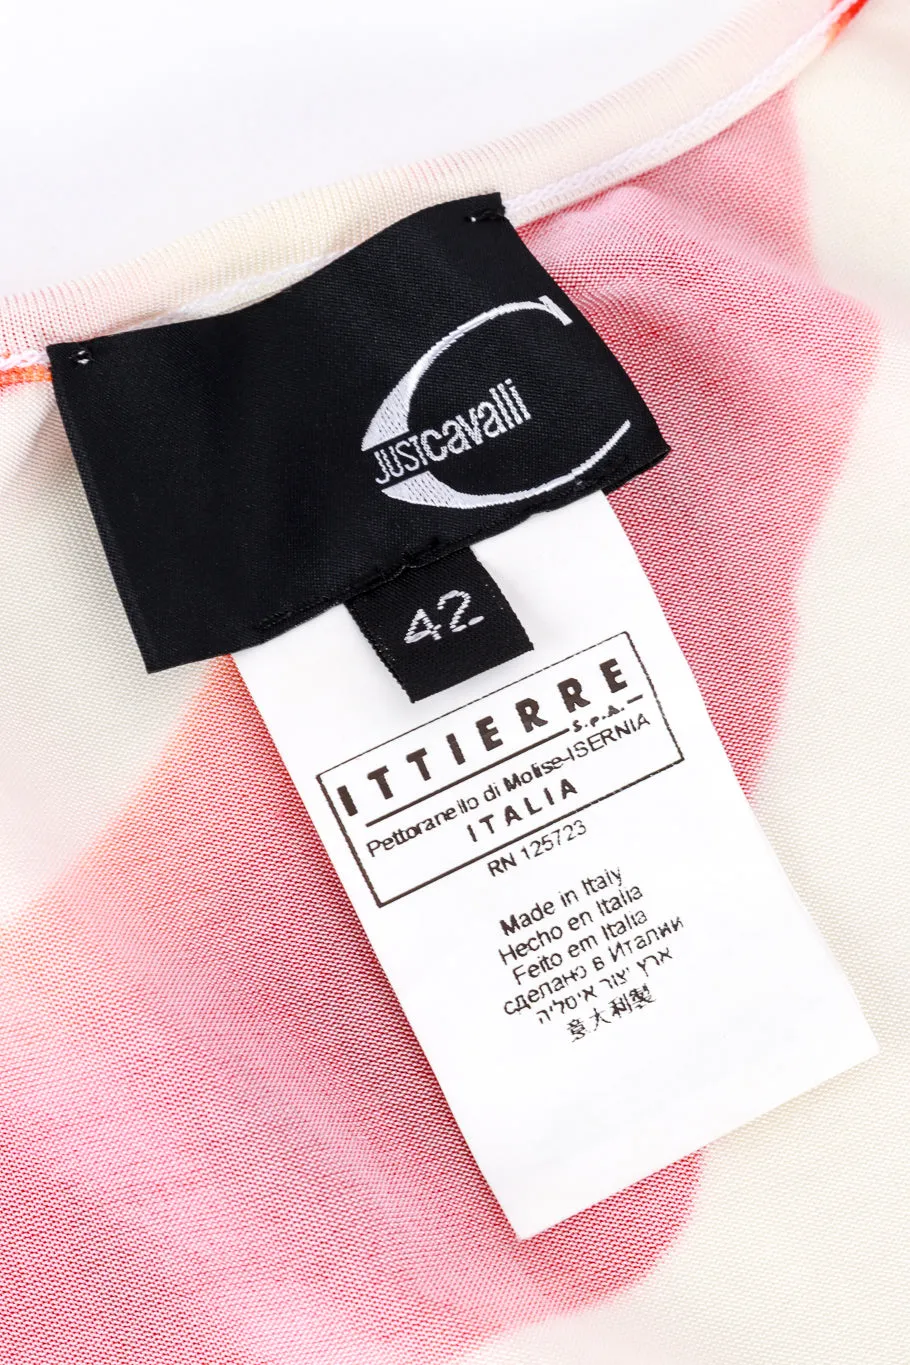 JUSTcavalli
42
ITTIERRE
S.p.A.
Pettoranello di Molise-ISERNIA
ITALIA
RN 125723
Made in Italy
Hecho en Italia
Feito em Italia
сделано в Италии
ארץ יצור איטליה
意大利製